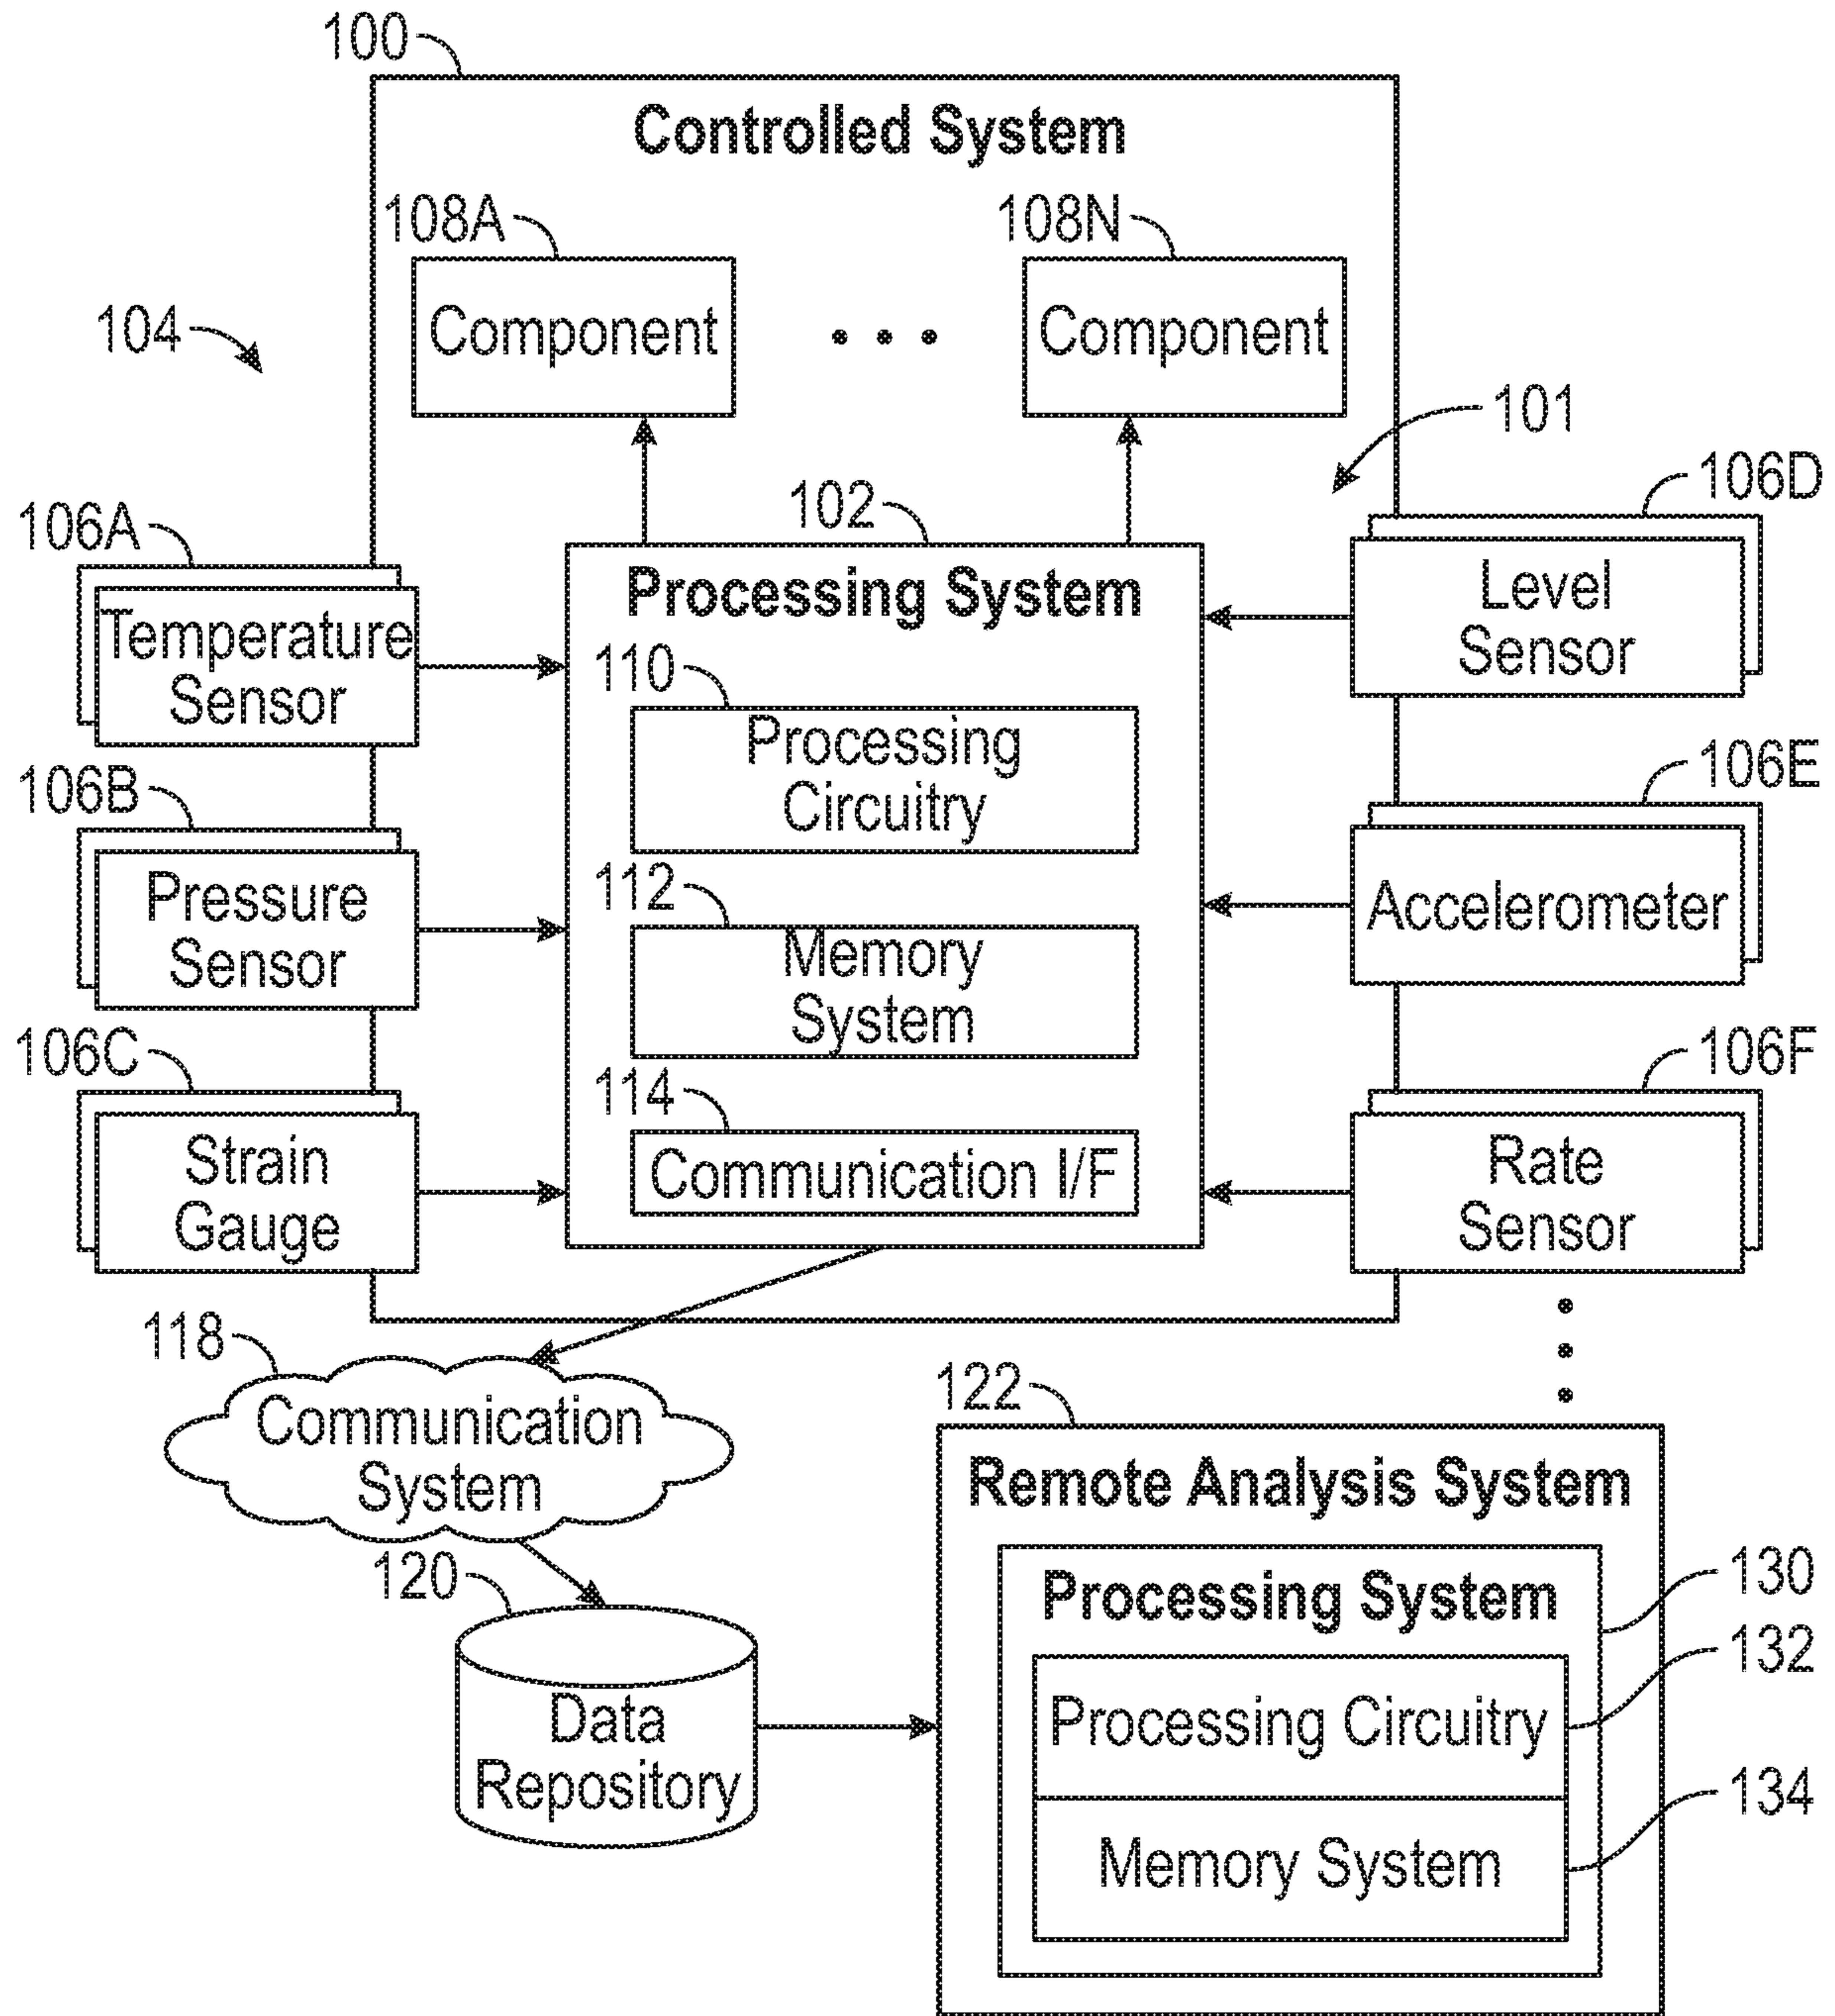 100
Controlled System
108A
108N
Component
Component
104
101
102
106A
106D
Temperature
Sensor
Processing System
Level
Sensor
110
Processing
Circuitry
106B
106E
Pressure
Sensor
112
Memory
System
Accelerometer
106C
106F
Strain
Gauge
114
Communication I/F
Rate
Sensor
118
Communication
System
122
Remote Analysis System
120
Data
Repository
130
Processing System
132
Processing Circuitry
134
Memory System